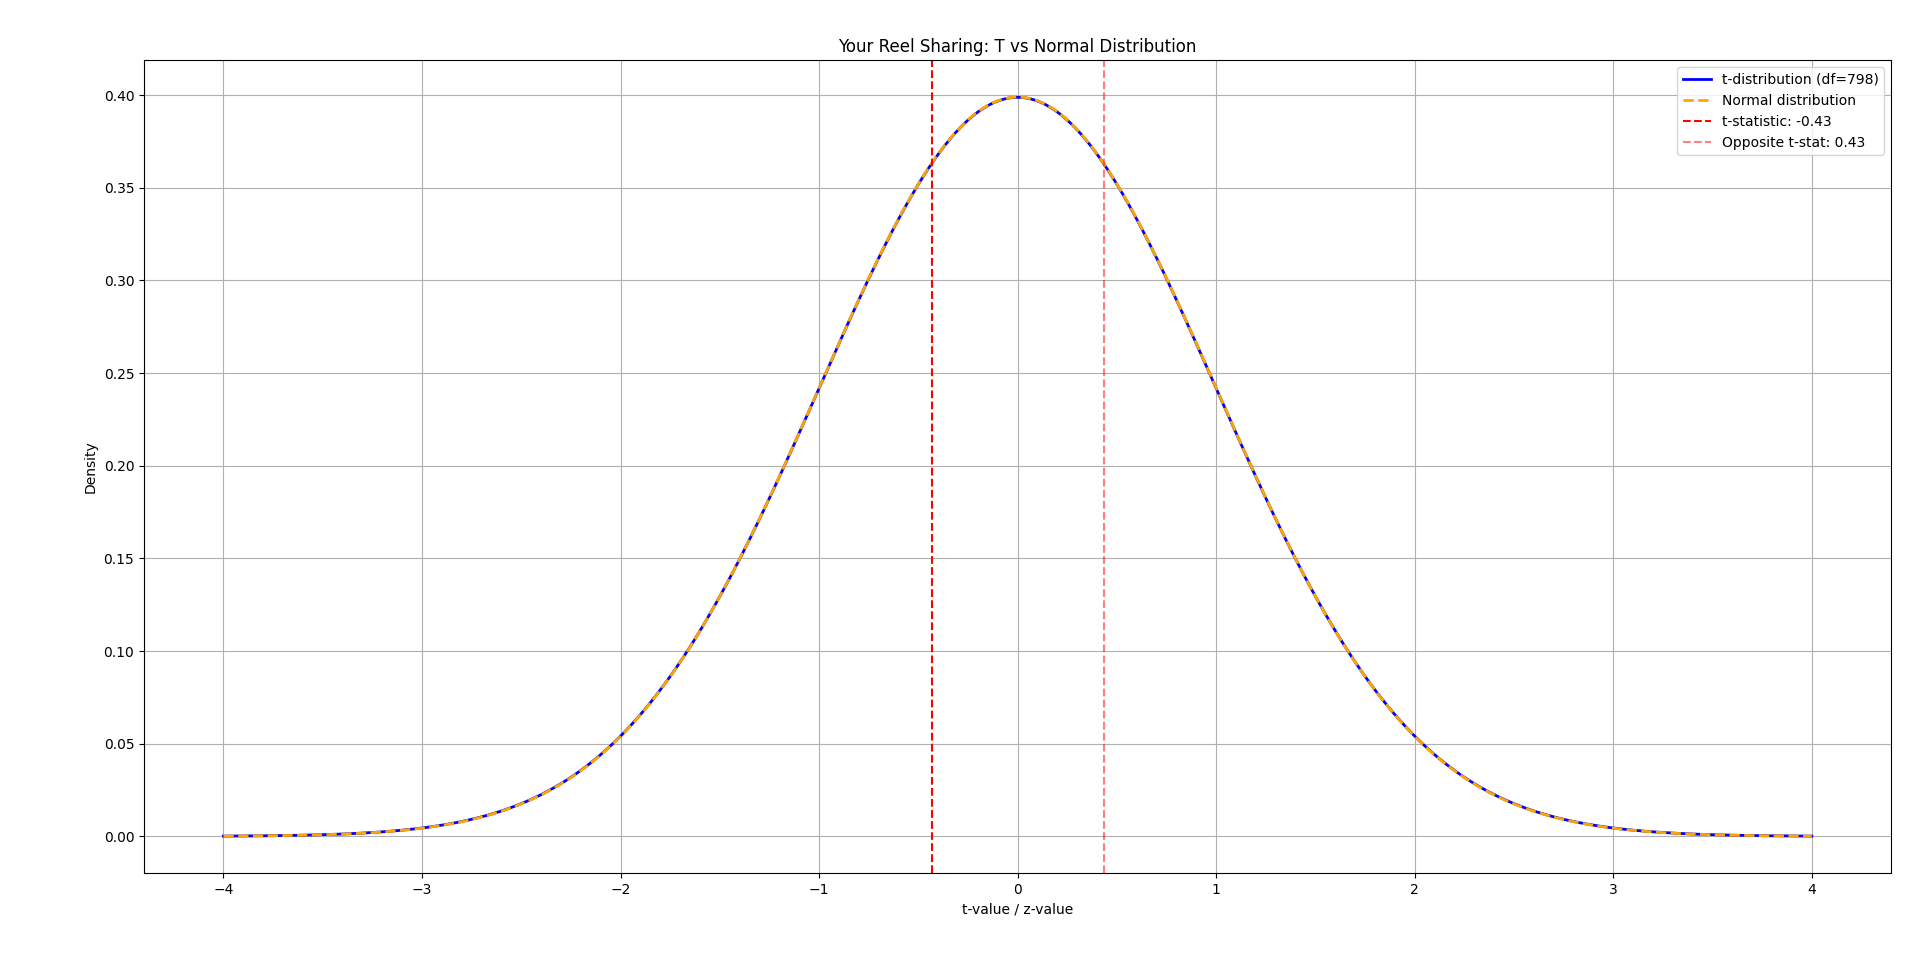 Your Reel Sharing: T vs Normal Distribution
t-distribution (df=798)
Normal distribution
t-statistic: -0.43
Opposite t-stat: 0.43
Density
0.40
0.35
0.30
0.25
0.20
0.15
0.10
0.05
0.00
−4 −3 −2 −1 0 1 2 3 4
t-value / z-value